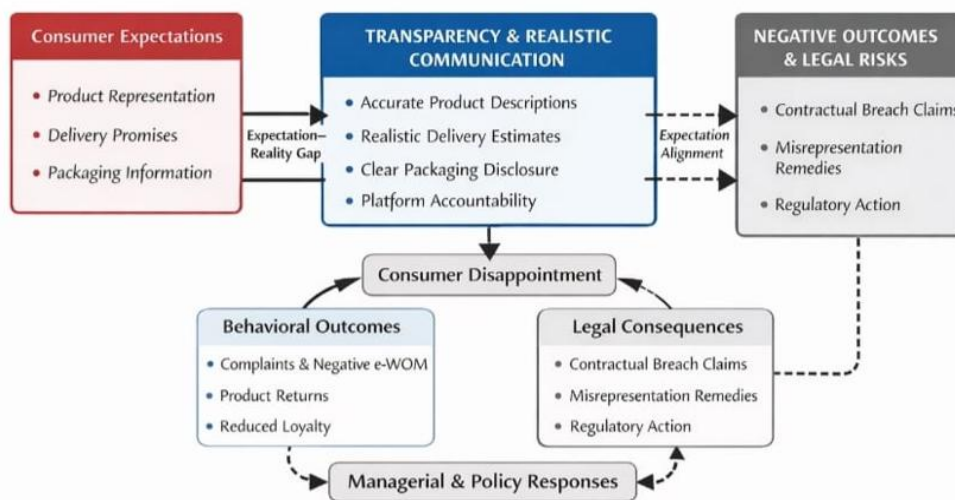 Consumer Expectations
• Product Representation
• Delivery Promises
• Packaging Information
Expectation–
Reality Gap
TRANSPARENCY & REALISTIC
COMMUNICATION
• Accurate Product Descriptions
• Realistic Delivery Estimates
• Clear Packaging Disclosure
• Platform Accountability
Expectation
Alignment
NEGATIVE OUTCOMES
& LEGAL RISKS
• Contractual Breach Claims
• Misrepresentation
Remedies
• Regulatory Action
Consumer Disappointment
Behavioral Outcomes
• Complaints & Negative e-WOM
• Product Returns
• Reduced Loyalty
Legal Consequences
• Contractual Breach Claims
• Misrepresentation Remedies
• Regulatory Action
Managerial & Policy Responses